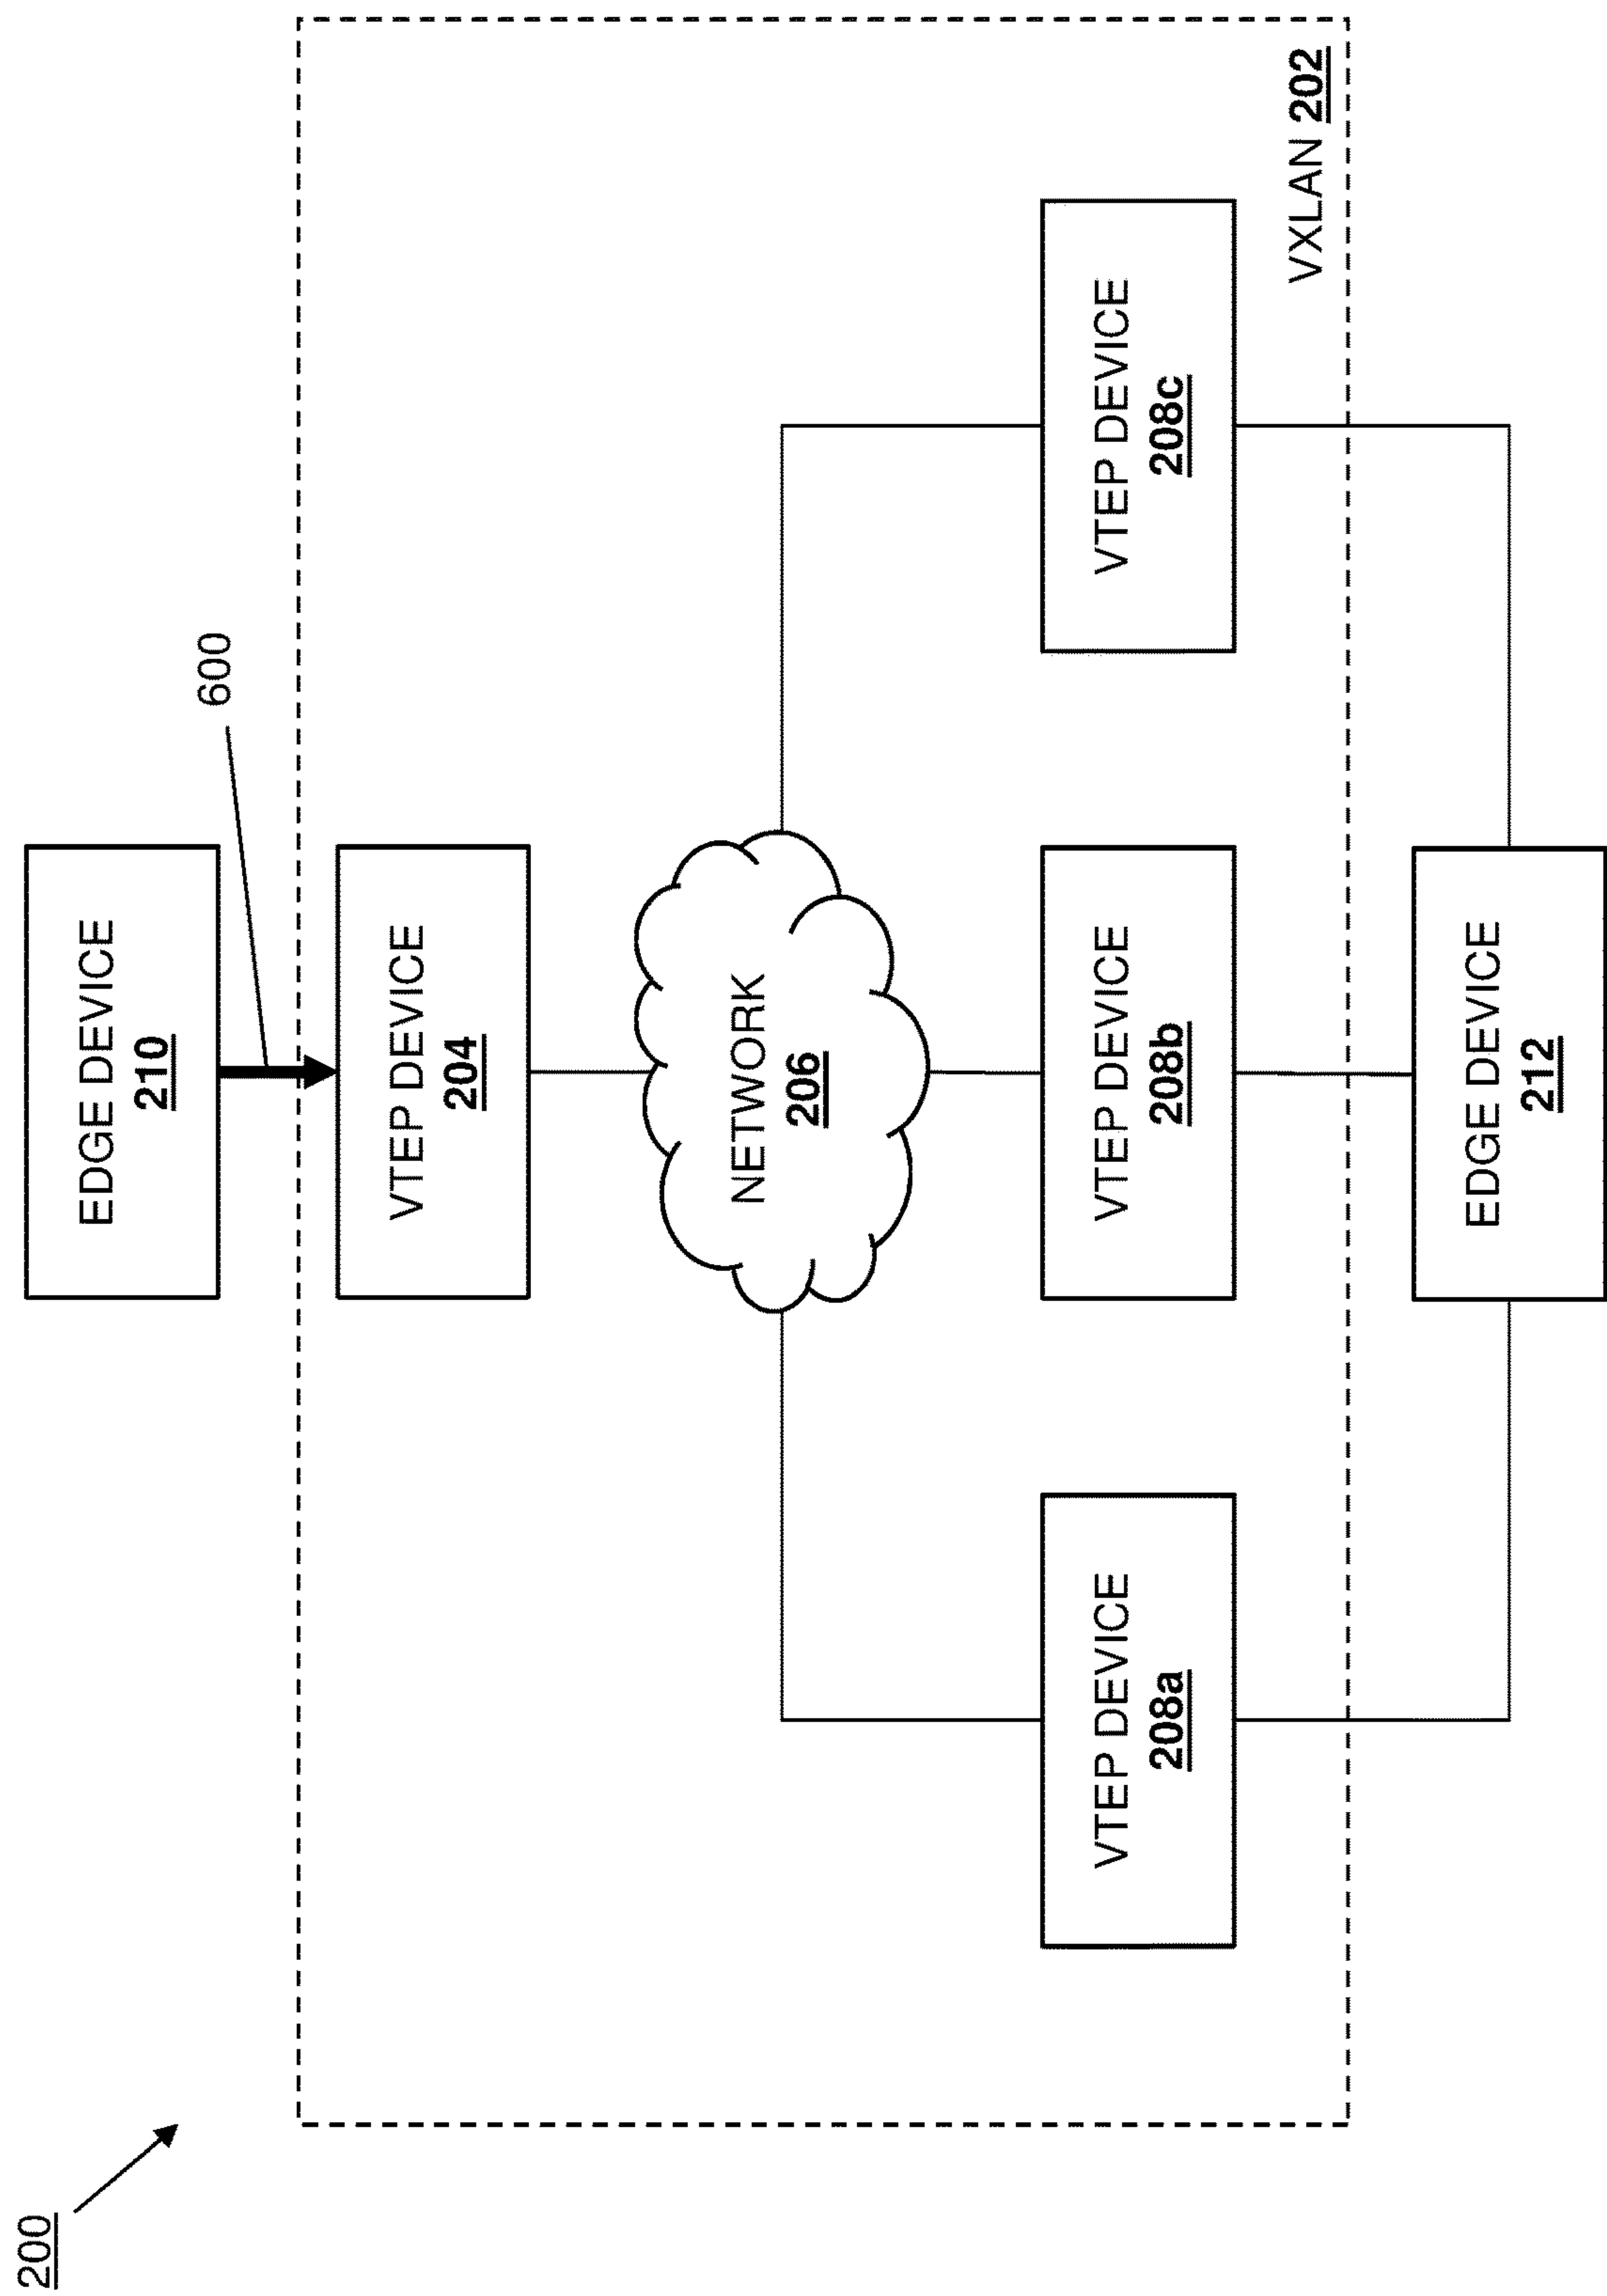 200
EDGE DEVICE
210
600
VTEP DEVICE
204
NETWORK
206
VTEP DEVICE
208a
VTEP DEVICE
208b
VTEP DEVICE
208c
VXLAN 202
EDGE DEVICE
212